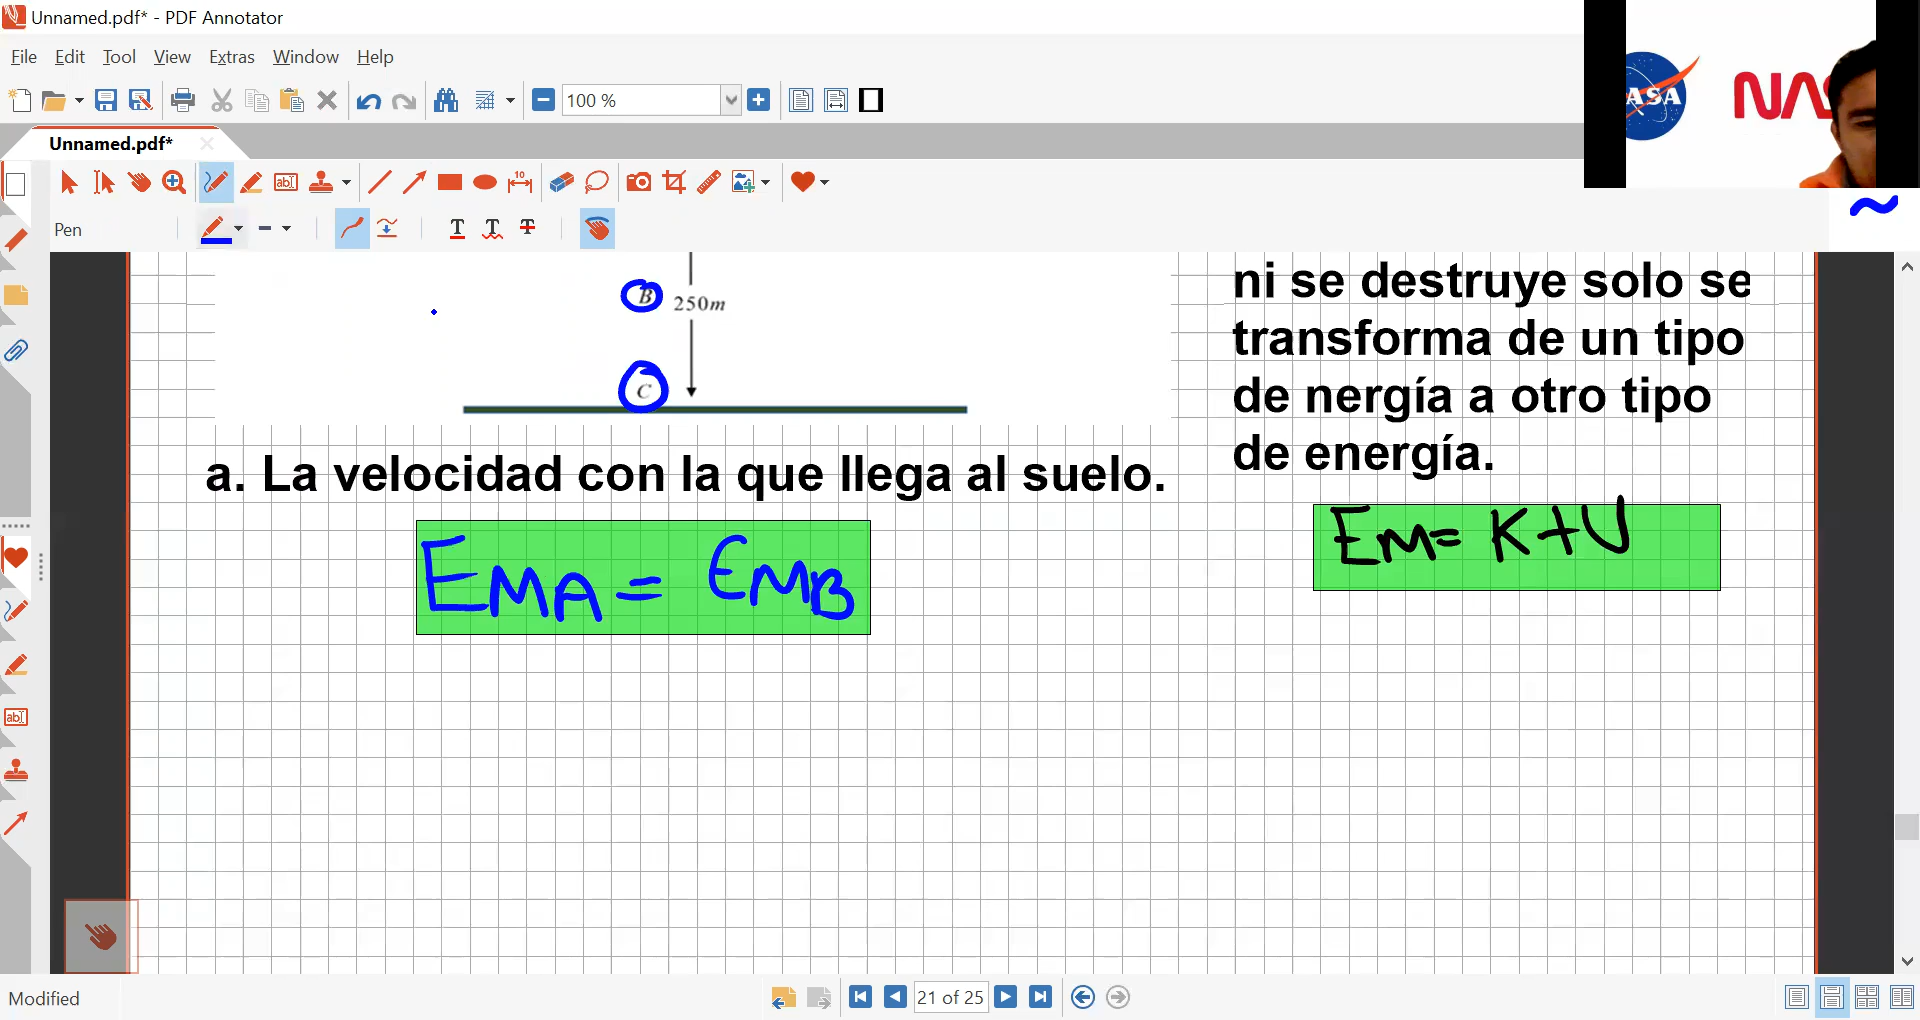 Unnamed.pdf* - PDF Annotator
File Edit Tool View Extras Window Help
100 %
Unnamed.pdf*
Pen
B
250m
C
a. La velocidad con la que llega al suelo.
EMA = EMB
ni se destruye solo se
transforma de un tipo
de nergía a otro tipo
de energía.
EM= K+U
Modified
21 of 25